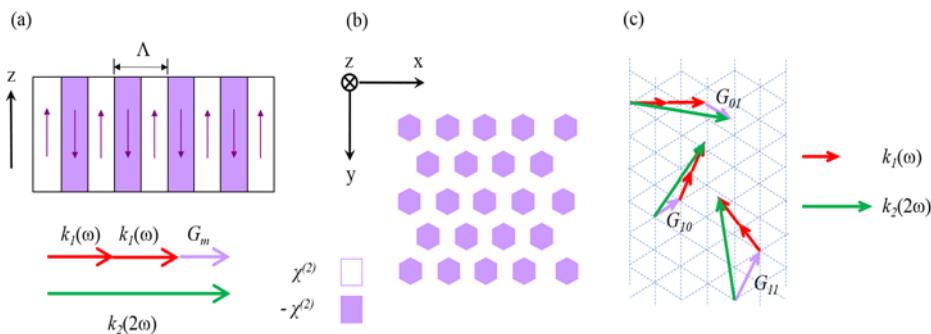 (a)
Λ
z
k₁(ω) k₁(ω) Gₘ
k₂(2ω)
χ⁽²⁾
- χ⁽²⁾
(b)
z
x
y
(c)
G₀₁
G₁₀
G₁₁
k₁(ω)
k₂(2ω)